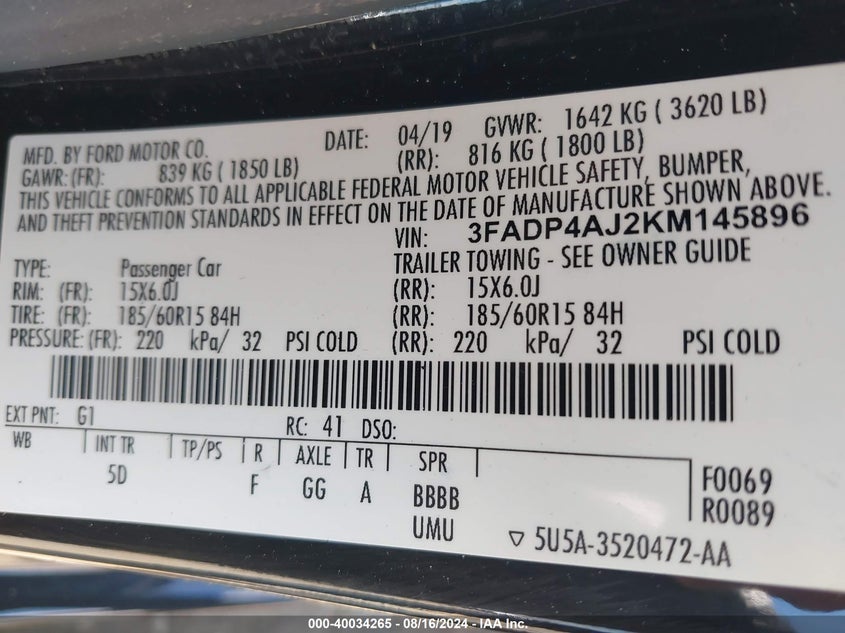 MFD. BY FORD MOTOR CO. DATE: 04/19 GVWR: 1642 KG ( 3620 LB)
GAWR:(FR): 839 KG ( 1850 LB) (RR): 816 KG ( 1800 LB)
THIS VEHICLE CONFORMS TO ALL APPLICABLE FEDERAL MOTOR VEHICLE SAFETY, BUMPER,
AND THEFT PREVENTION STANDARDS IN EFFECT ON THE DATE OF MANUFACTURE SHOWN ABOVE.
VIN: 3FADP4AJ2KM145896
TYPE: Passenger Car TRAILER TOWING - SEE OWNER GUIDE
RIM: (FR): 15X6.0J (RR): 15X6.0J
TIRE: (FR): 185/60R15 84H (RR): 185/60R15 84H
PRESSURE: (FR): 220 kPa/ 32 PSI COLD (RR): 220 kPa/ 32 PSI COLD
EXT PNT: G1 RC: 41 DSO:
WB INT TR TP/PS R AXLE TR SPR
5D F GG A BBBB F0069
UMU R0089
▽ 5U5A-3520472-AA
000-40034265 - 08/16/2024 - IAA Inc.